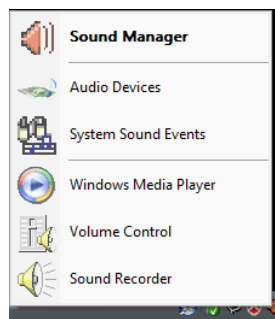 Sound Manager
Audio Devices
System Sound Events
Windows Media Player
Volume Control
Sound Recorder